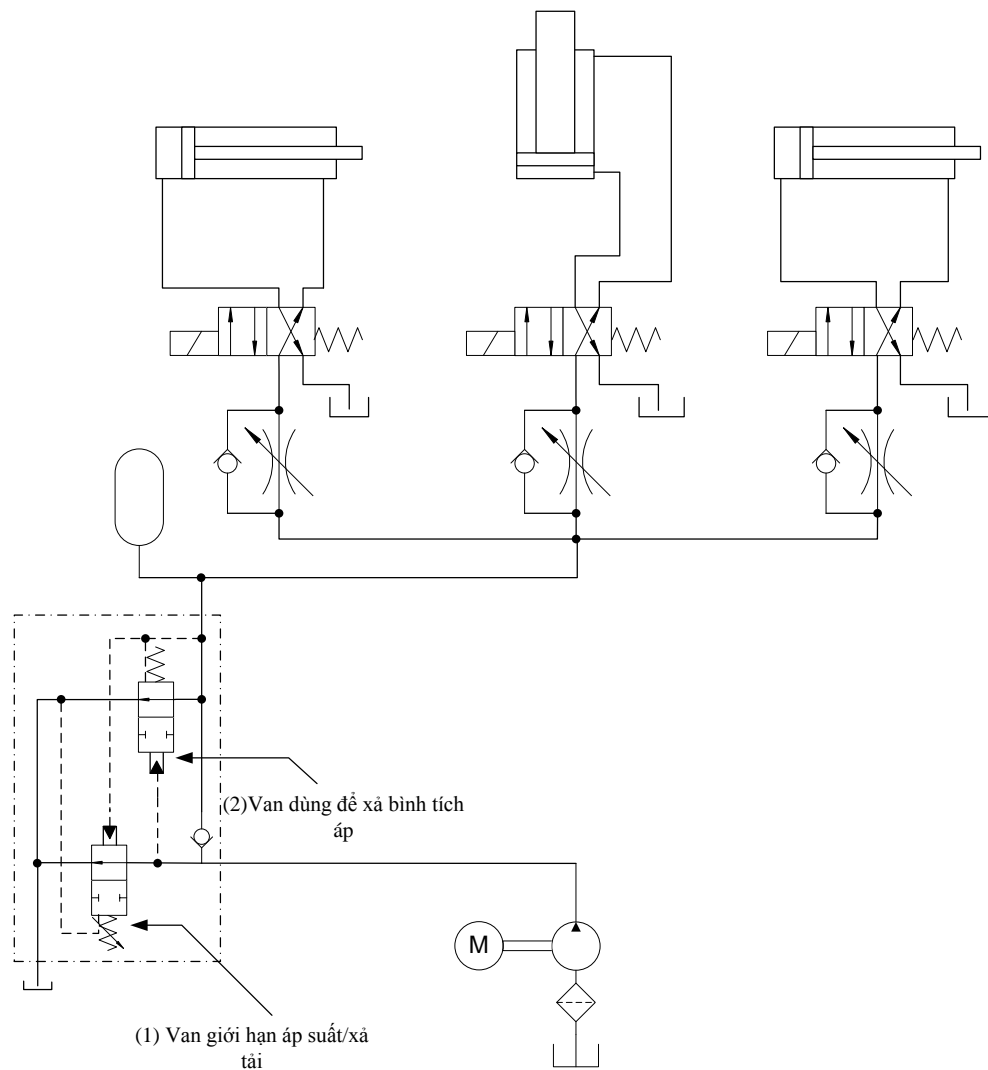 (2)Van dùng để xả bình tích
áp
M
(1) Van giới hạn áp suất/xả
tải